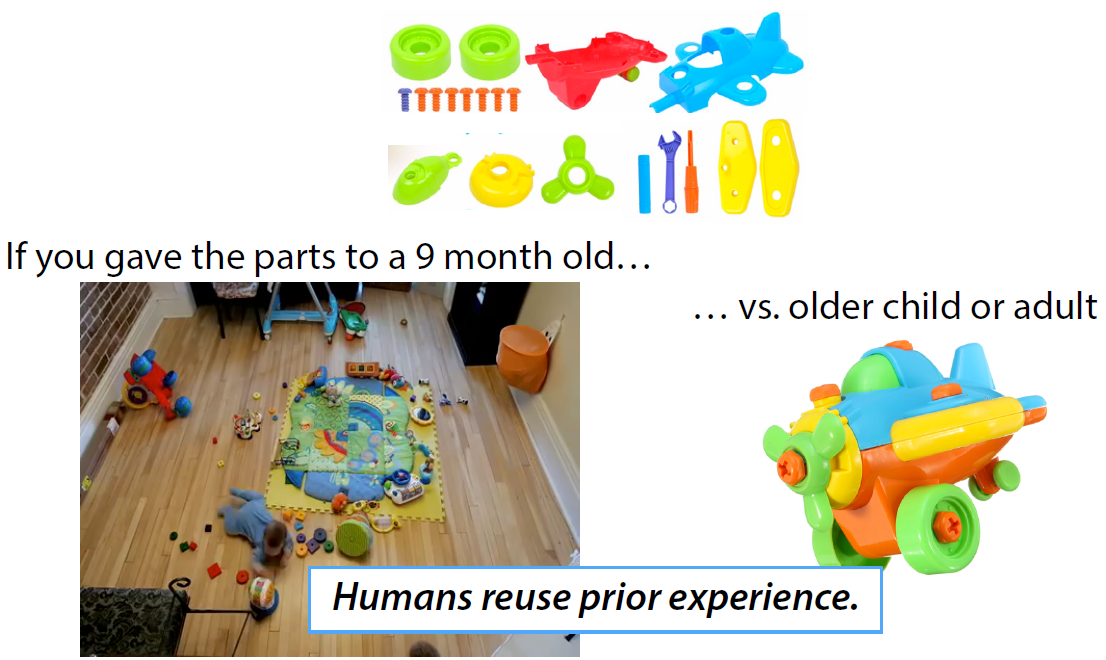 If you gave the parts to a 9 month old…
… vs. older child or adult
Humans reuse prior experience.